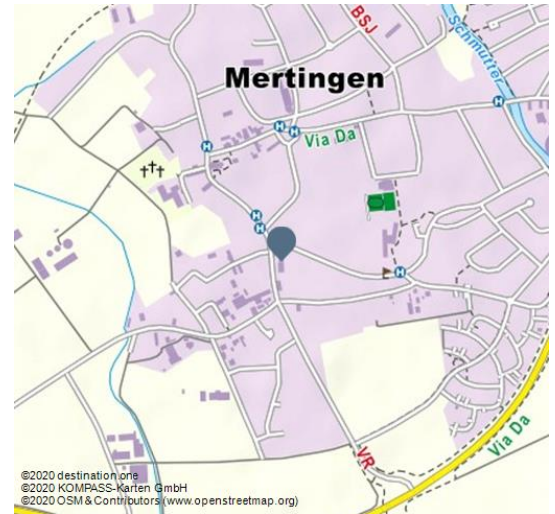 BSJ
Schmutter
Mertingen
H
Via Da
H
H
H
H
H
H
VR
Via Da
©2020 destination.one
©2020 KOMPASS-Karten GmbH
©2020 OSM & Contributors (www.openstreetmap.org)